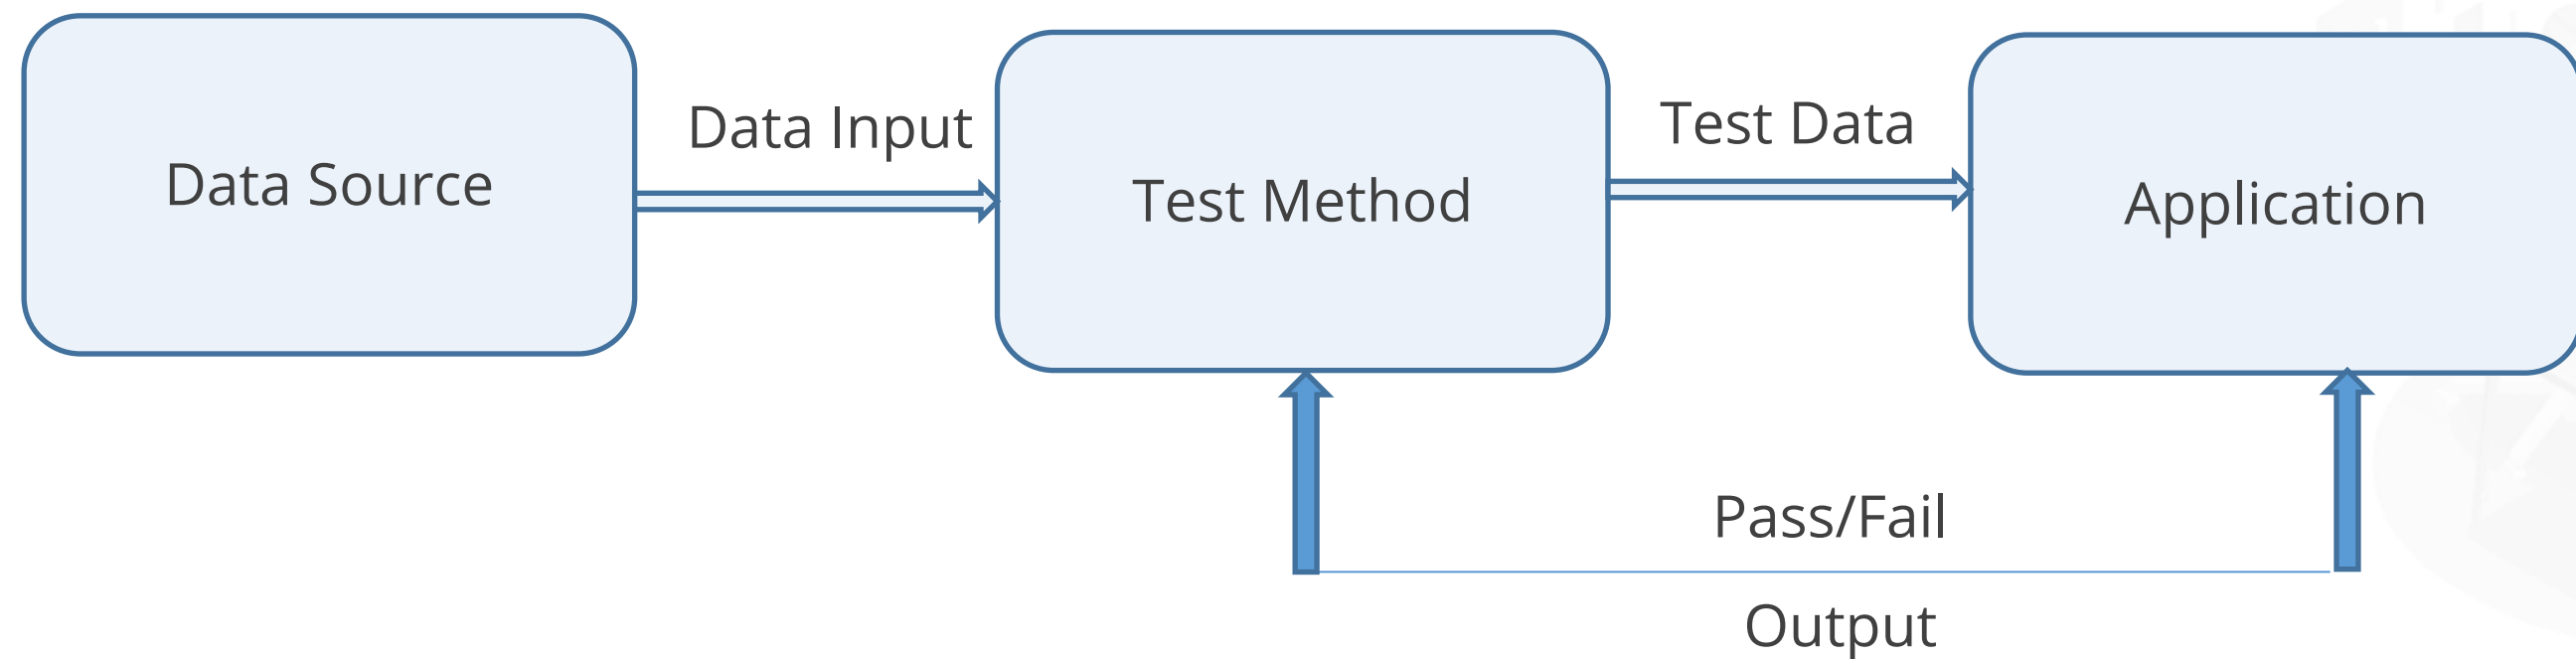 Data Source
Data Input
Test Method
Test Data
Application
Pass/Fail
Output